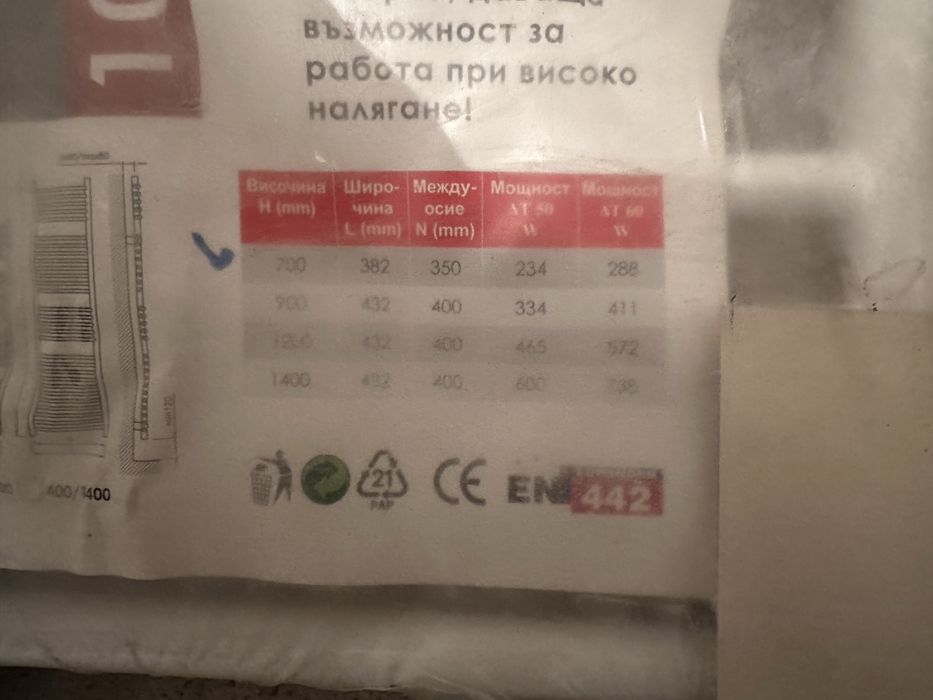 възможност за
работа при високо
налягане!
Височина Широ- Между- Мощност Мощност
H (mm) чина осие ΔT 50 ΔT 60
L (mm) N (mm) W W
700 382 350 234 288
900 432 400 334 411
1200 432 400 465 572
1400 432 400 600 738
400/1400
21
PAP
CE
EN 442